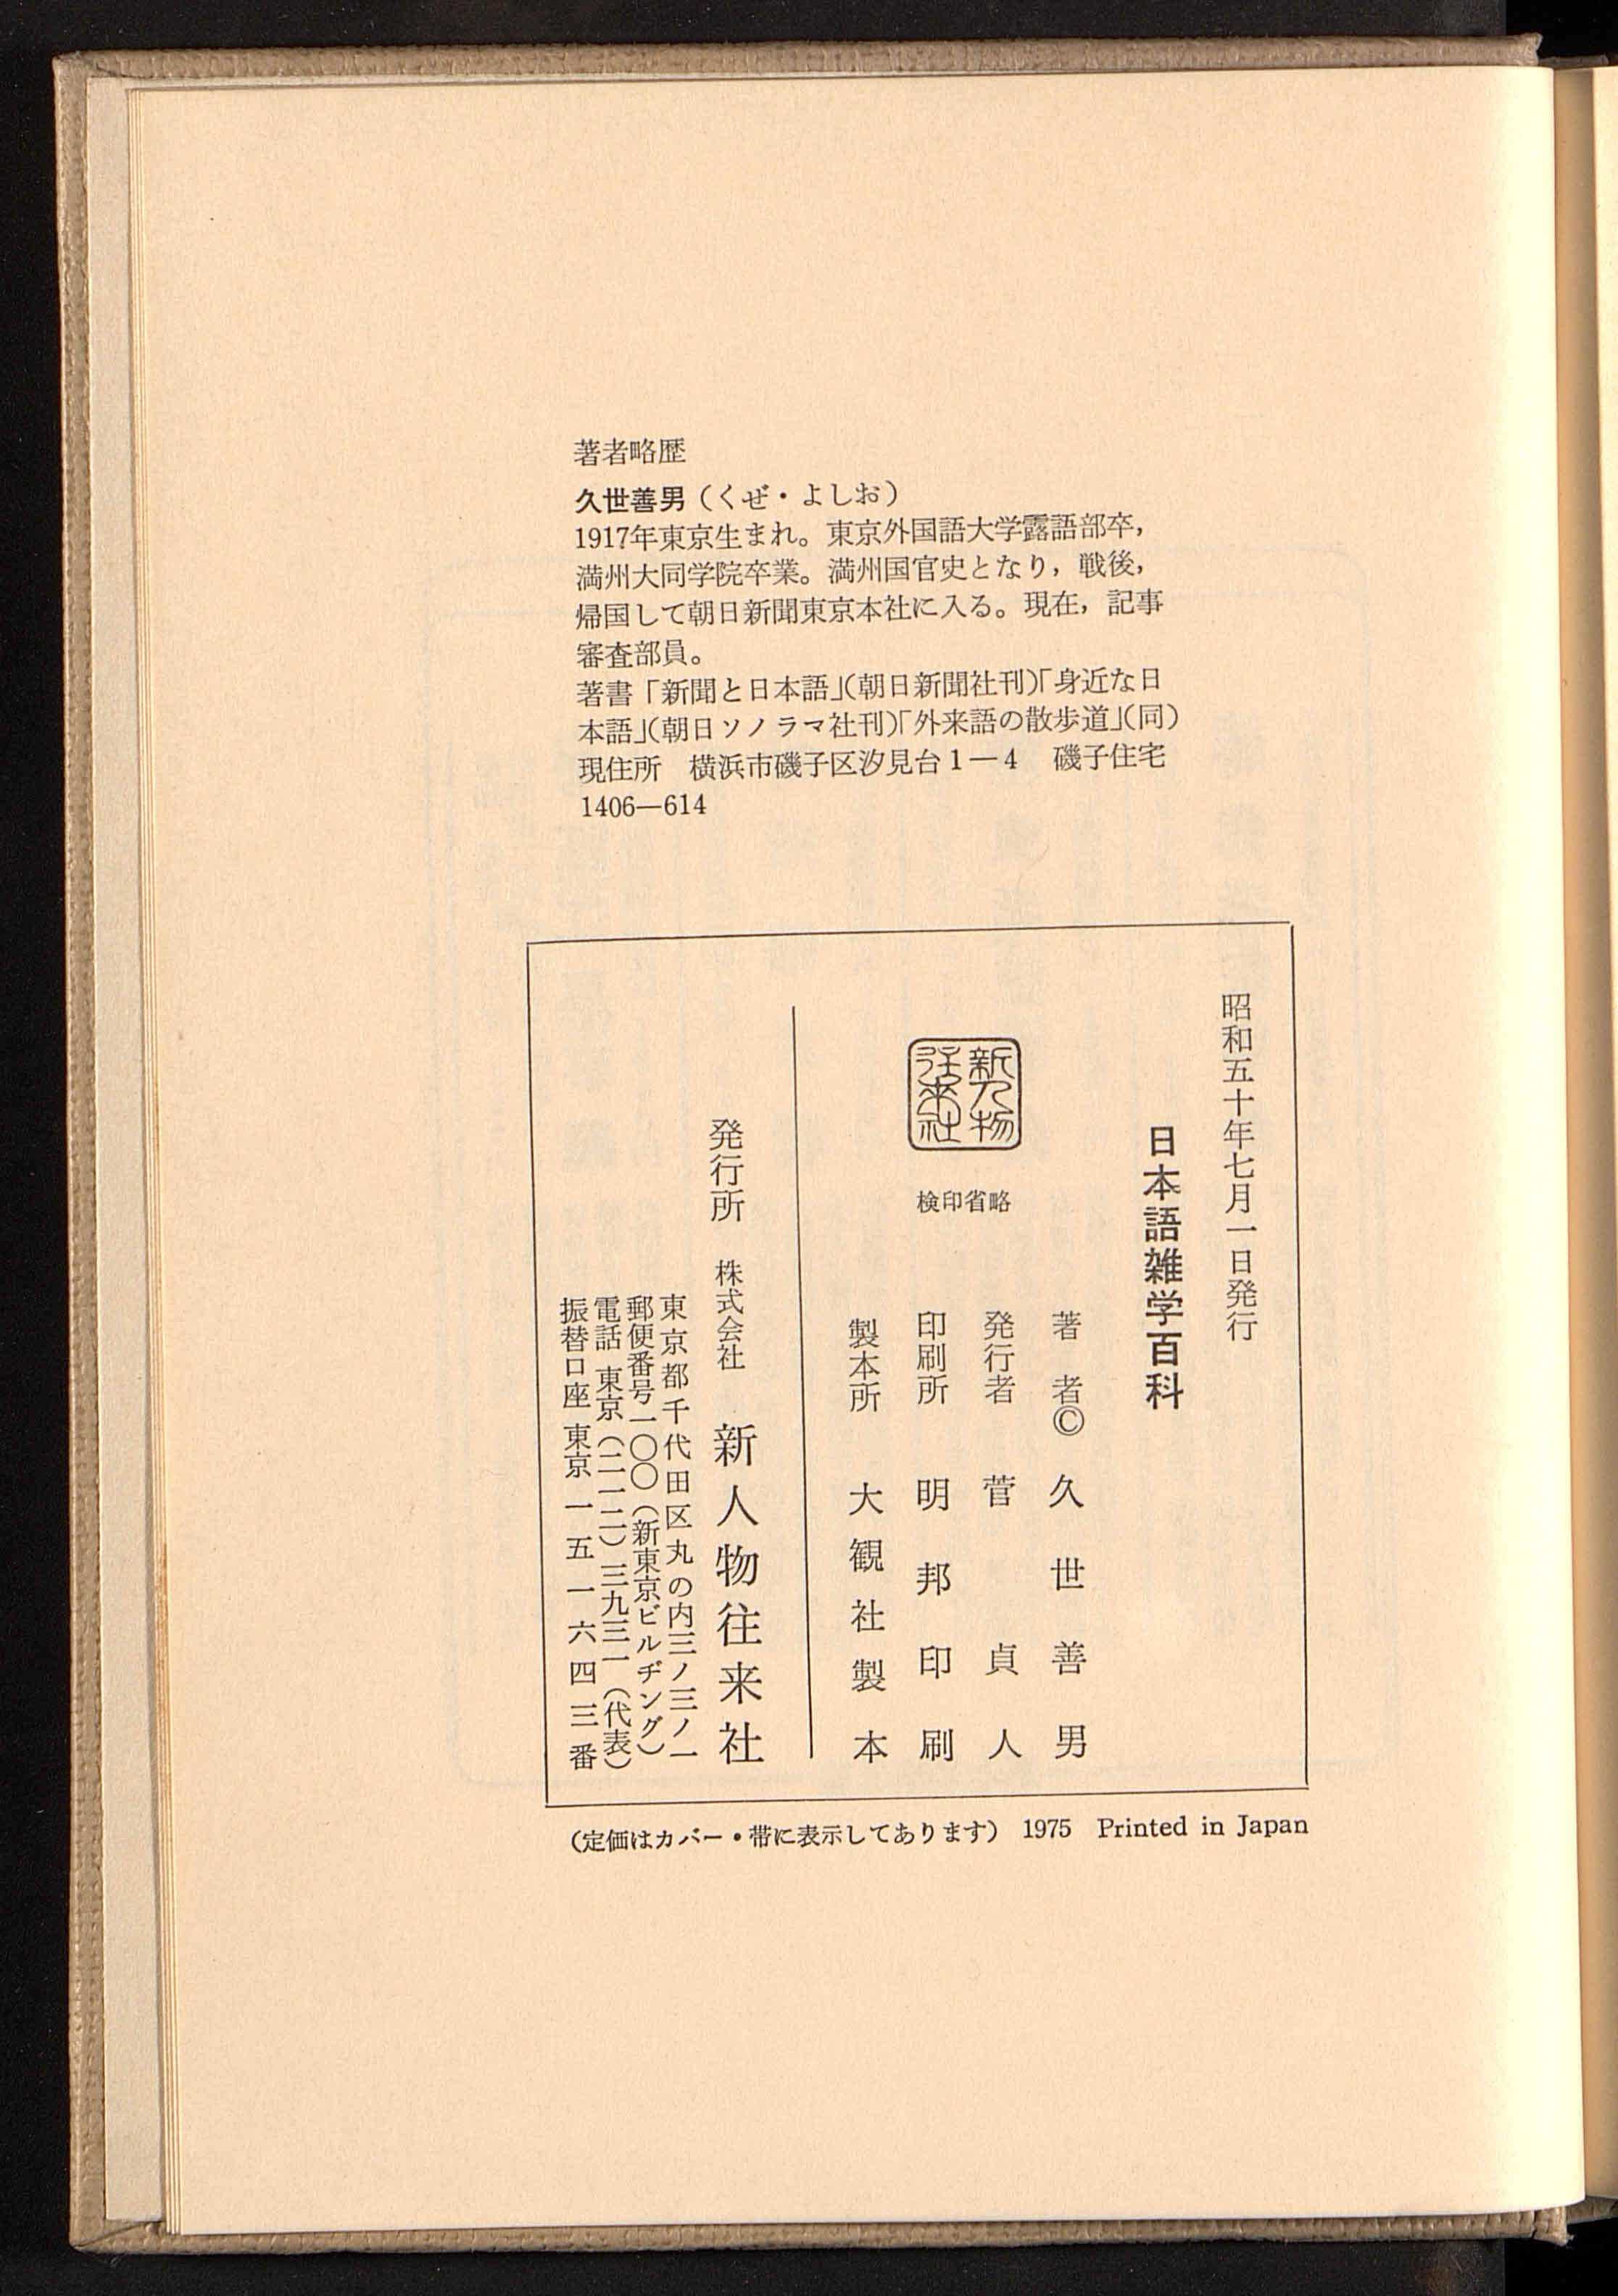 著者略歴
久世善男（くぜ・よしお）
1917年東京生まれ。東京外国語大学露語部卒，
満州大同学院卒業。満州国官史となり，戦後，
帰国して朝日新聞東京本社に入る。現在，記事
審査部員。
著書「新聞と日本語」（朝日新聞社刊）「身近な日
本語」（朝日ソノラマ社刊）「外来語の散歩道」（同）
現住所　横浜市磯子区汐見台1－4　磯子住宅
1406―614
昭和五十年七月一日発行
日本語雑学百科
著者© 久世善男
発行者 菅貞人
印刷所 明邦印刷
製本所 大観社製本
新人物
往来社
検印省略
発行所 株式会社 新人物往来社
東京都千代田区丸の内三ノ三ノ一
郵便番号一〇〇（新東京ビルヂング）
電話 東京（二一二）三九三一（代表）
振替口座 東京一五一六四三番
（定価はカバー・帯に表示してあります） 1975 Printed in Japan